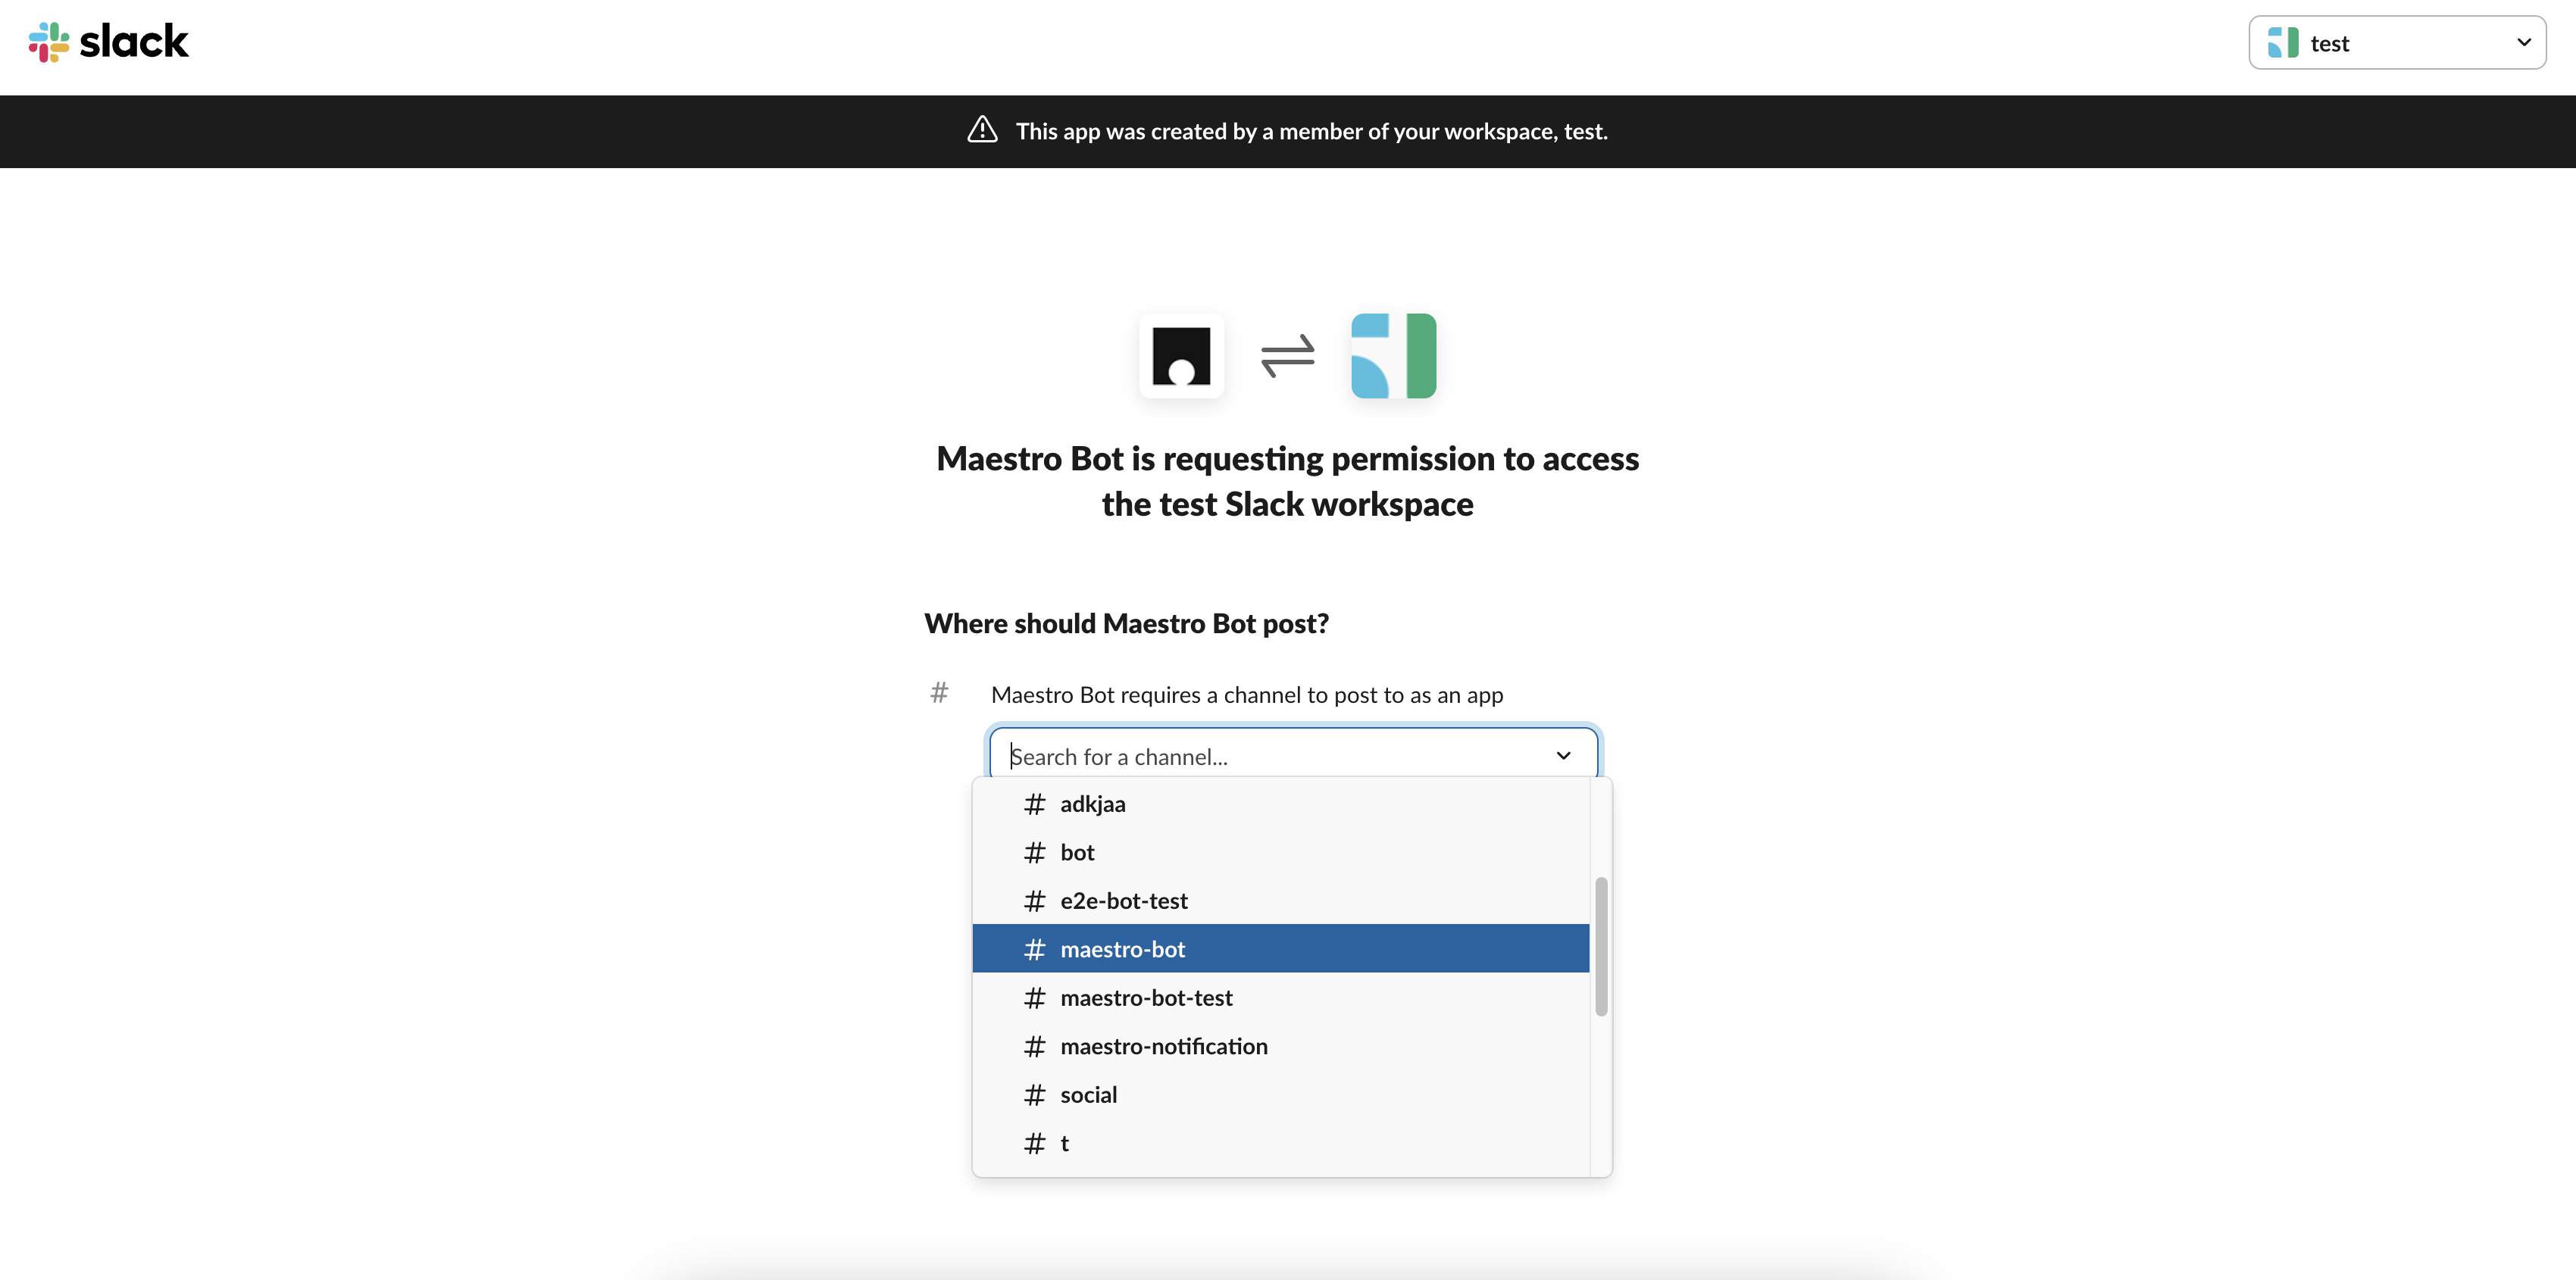 slack
test
This app was created by a member of your workspace, test.
Maestro Bot is requesting permission to access
the test Slack workspace
Where should Maestro Bot post?
# Maestro Bot requires a channel to post to as an app
Search for a channel...
# adkjaa
# bot
# e2e-bot-test
# maestro-bot
# maestro-bot-test
# maestro-notification
# social
# t